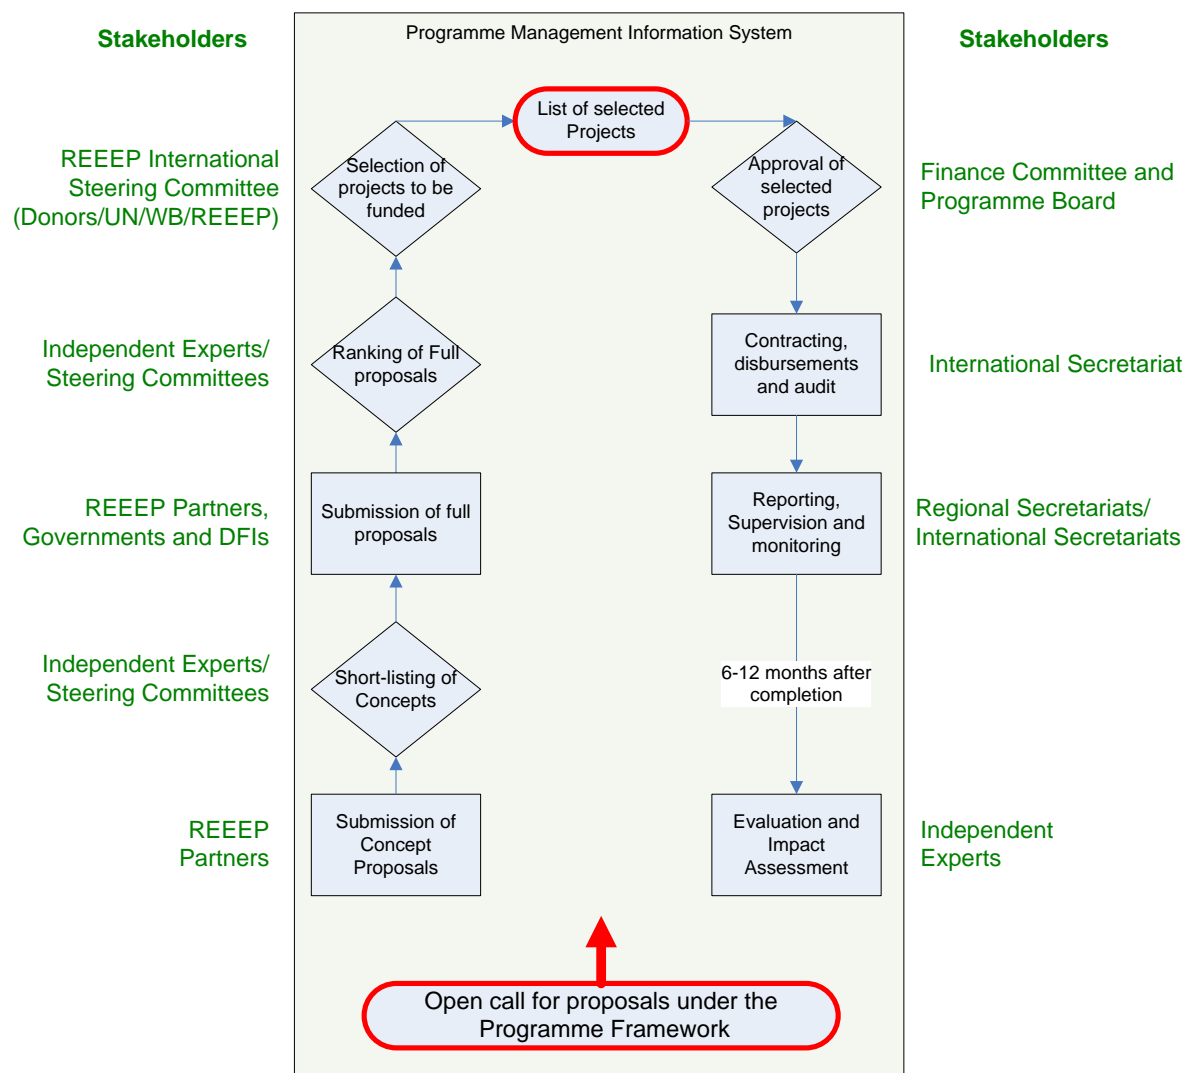 Stakeholders
Programme Management Information System
Stakeholders
List of selected
Projects
REEEP International
Steering Committee
(Donors/UN/WB/REEEP)
Selection of
projects to be
funded
Approval of
selected
projects
Finance Committee and
Programme Board
Independent Experts/
Steering Committees
Ranking of Full
proposals
Contracting,
disbursements
and audit
International Secretariat
REEEP Partners,
Governments and DFIs
Submission of full
proposals
Reporting,
Supervision and
monitoring
Regional Secretariats/
International Secretariats
Independent Experts/
Steering Committees
Short-listing of
Concepts
6-12 months after
completion
REEEP
Partners
Submission of
Concept
Proposals
Evaluation and
Impact
Assessment
Independent
Experts
Open call for proposals under the
Programme Framework